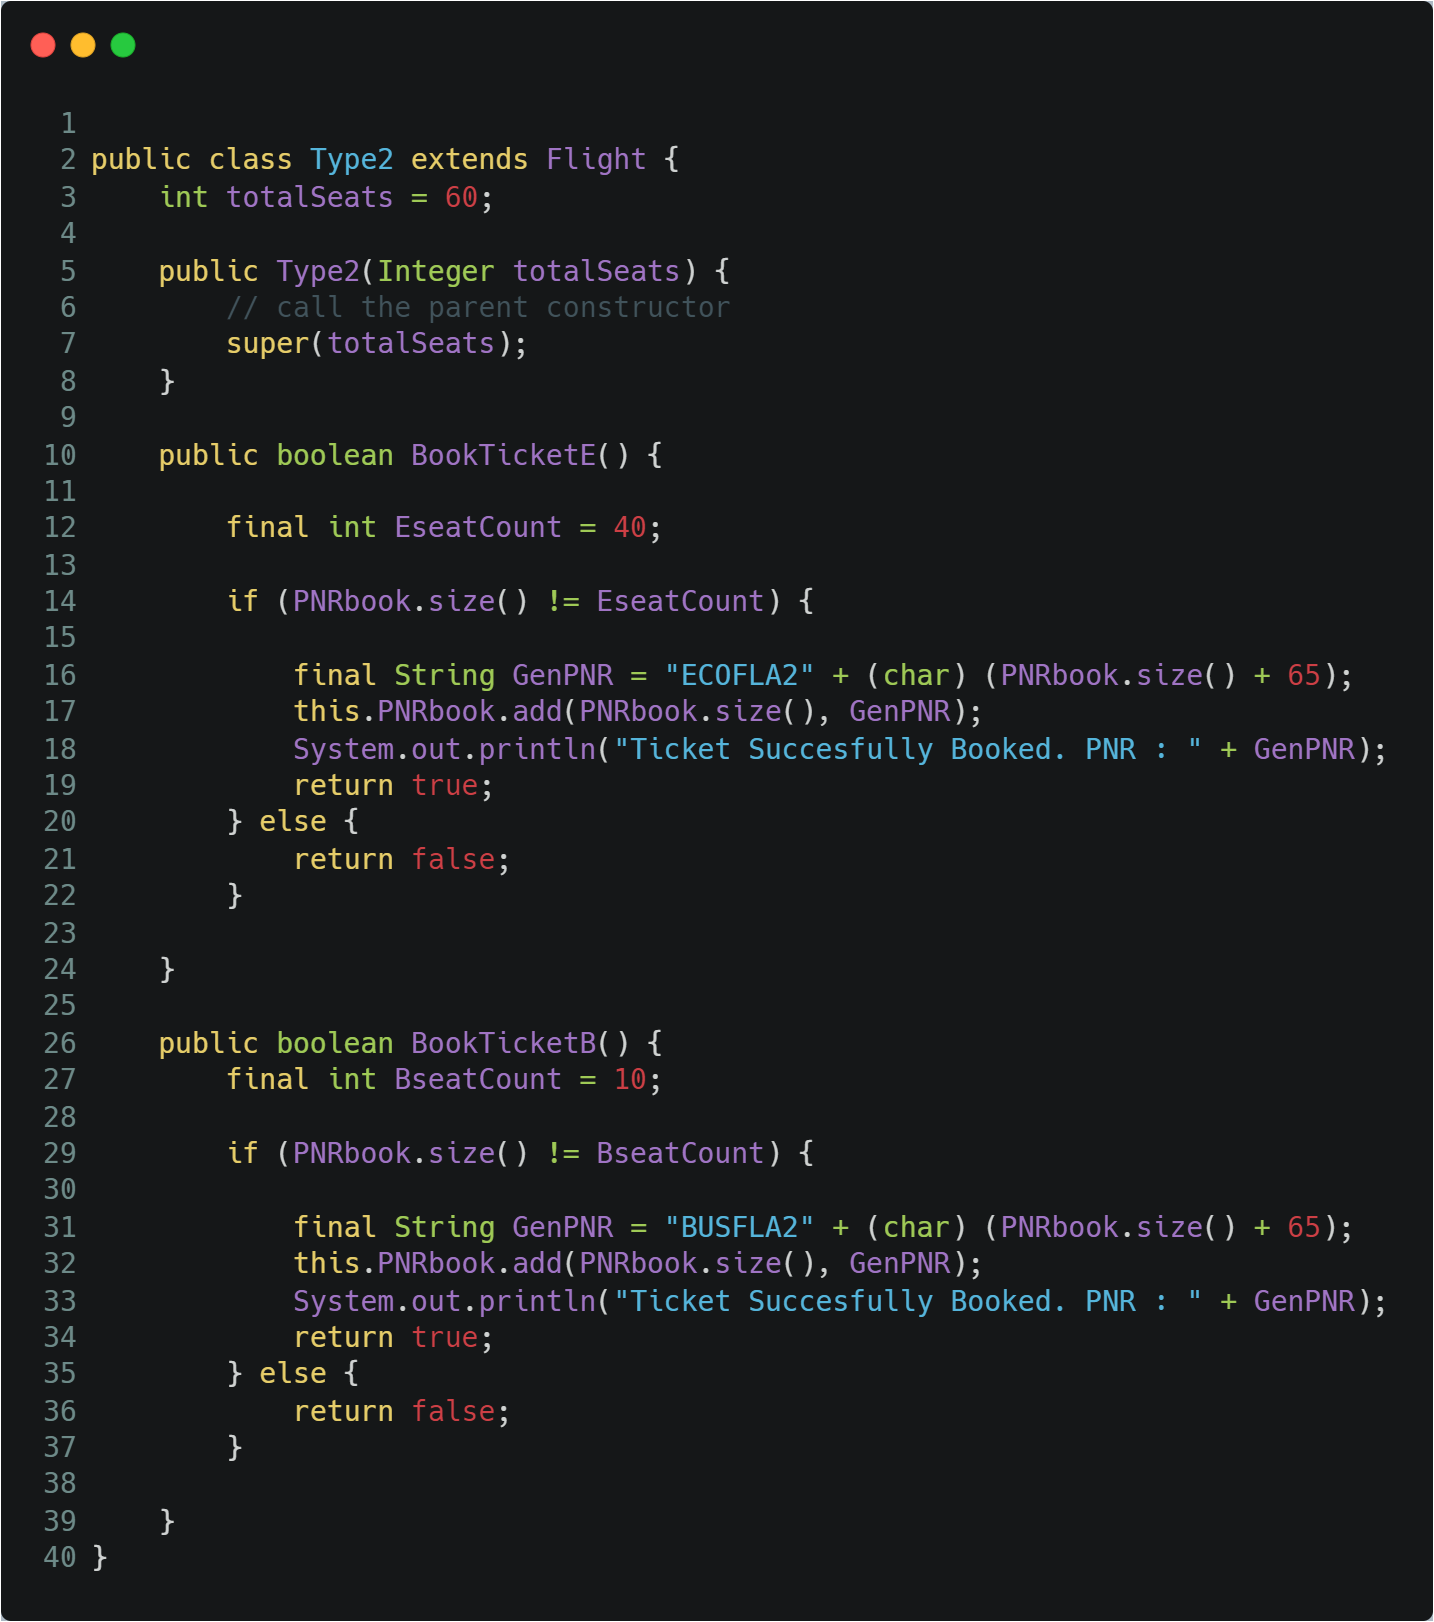 1
2 public class Type2 extends Flight {
3     int totalSeats = 60;
4
5     public Type2(Integer totalSeats) {
6         // call the parent constructor
7         super(totalSeats);
8     }
9
10     public boolean BookTicketE() {
11
12         final int EseatCount = 40;
13
14         if (PNRbook.size() != EseatCount) {
15
16             final String GenPNR = "ECOFLA2" + (char) (PNRbook.size() + 65);
17             this.PNRbook.add(PNRbook.size(), GenPNR);
18             System.out.println("Ticket Succesfully Booked. PNR : " + GenPNR);
19             return true;
20         } else {
21             return false;
22         }
23
24     }
25
26     public boolean BookTicketB() {
27         final int BseatCount = 10;
28
29         if (PNRbook.size() != BseatCount) {
30
31             final String GenPNR = "BUSFLA2" + (char) (PNRbook.size() + 65);
32             this.PNRbook.add(PNRbook.size(), GenPNR);
33             System.out.println("Ticket Succesfully Booked. PNR : " + GenPNR);
34             return true;
35         } else {
36             return false;
37         }
38
39     }
40 }